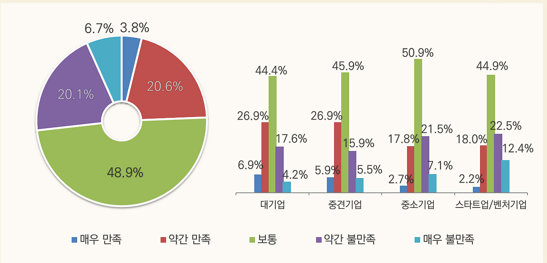 6.7% 3.8%
20.6%
20.1%
48.9%
44.4% 45.9% 50.9% 44.9%
26.9% 26.9% 17.8% 21.5% 18.0% 22.5%
17.6% 15.9% 12.4%
6.9% 4.2% 5.9% 5.5% 2.7% 7.1% 2.2%
대기업 중견기업 중소기업 스타트업/벤처기업
매우 만족 약간 만족 보통 약간 불만족 매우 불만족